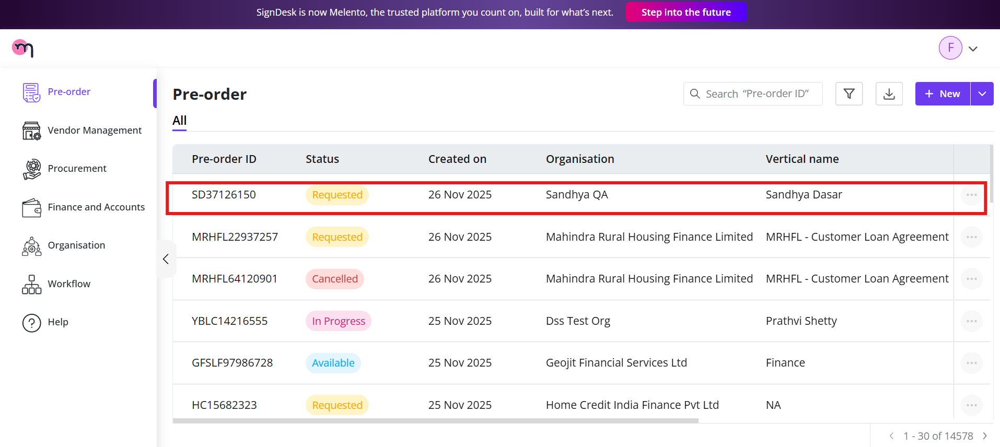 SignDesk is now Melento, the trusted platform you count on, built for what’s next. Step into the future
m
F
Pre-order
Vendor Management
Procurement
Finance and Accounts
Organisation
Workflow
? Help
Pre-order
Search “Pre-order ID”
+ New
All
Pre-order ID Status Created on Organisation Vertical name
SD37126150 Requested 26 Nov 2025 Sandhya QA Sandhya Dasar
MRHFL22937257 Requested 26 Nov 2025 Mahindra Rural Housing Finance Limited MRHFL - Customer Loan Agreement
MRHFL64120901 Cancelled 26 Nov 2025 Mahindra Rural Housing Finance Limited MRHFL - Customer Loan Agreement
YBLC14216555 In Progress 25 Nov 2025 Dss Test Org Prathvi Shetty
GFSLF97986728 Available 25 Nov 2025 Geojit Financial Services Ltd Finance
HC15682323 Requested 25 Nov 2025 Home Credit India Finance Pvt Ltd NA
1 - 30 of 14578